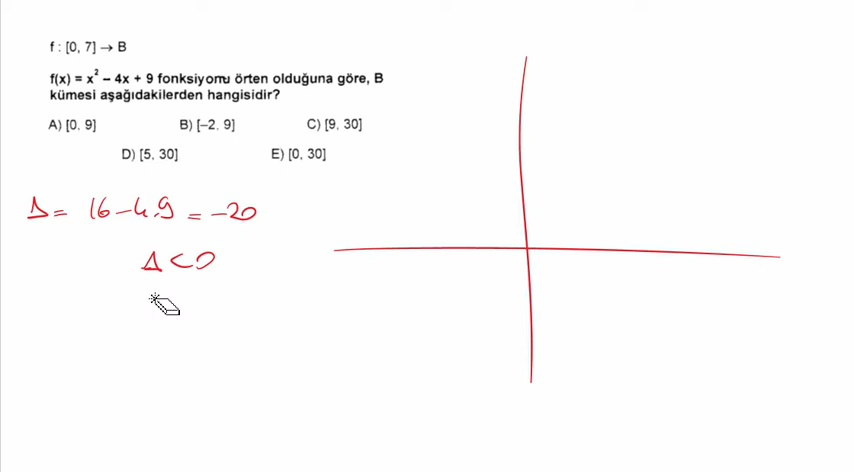 f : [0, 7] → B
f(x) = x² – 4x + 9 fonksiyonu örten olduğuna göre, B
kümesi aşağıdakilerden hangisidir?
A) [0. 9] B) [–2. 9] C) [9, 30]
D) [5, 30] E) [0, 30]
Δ = 16 – 4.9 = –20
Δ < 0